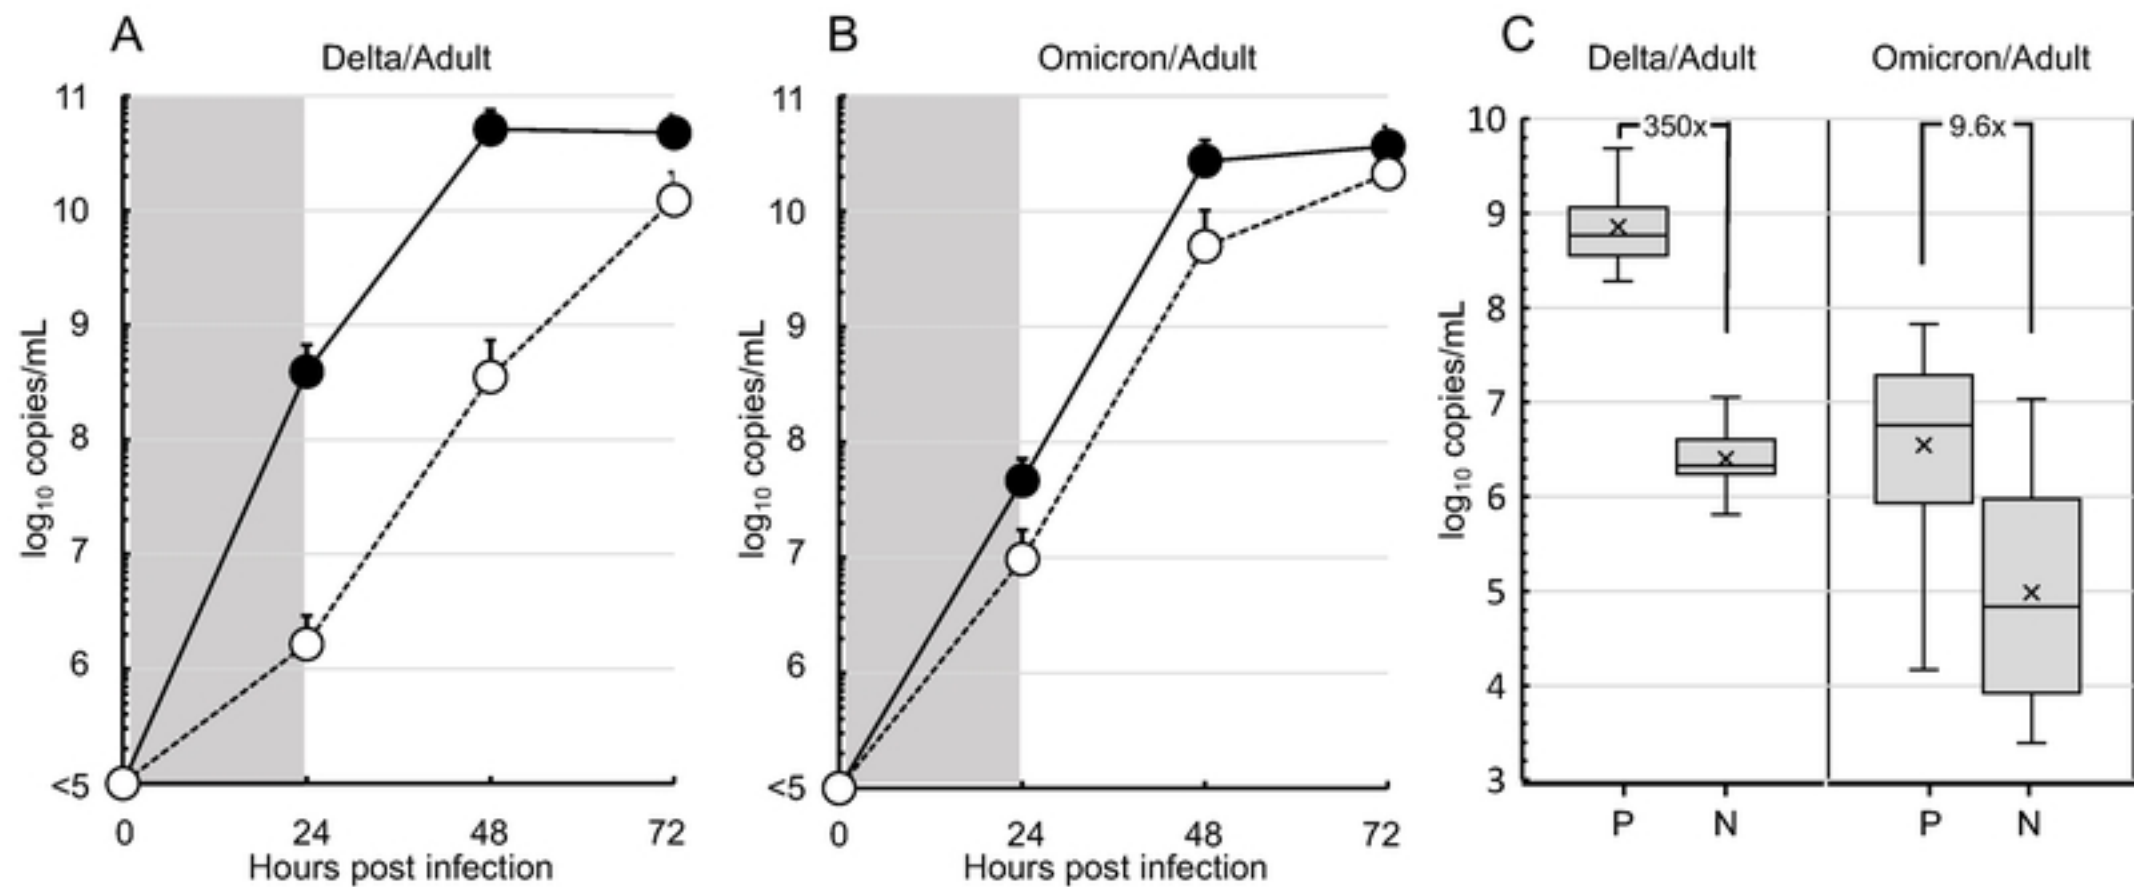 A
Delta/Adult
11
10
9
8
7
6
<5
log₁₀ copies/mL
0 24 48 72
Hours post infection
B
Omicron/Adult
11
10
9
8
7
6
<5
log₁₀ copies/mL
0 24 48 72
Hours post infection
C
Delta/Adult Omicron/Adult
350x 9.6x
10
9
8
7
6
5
4
3
log₁₀ copies/mL
P N P N